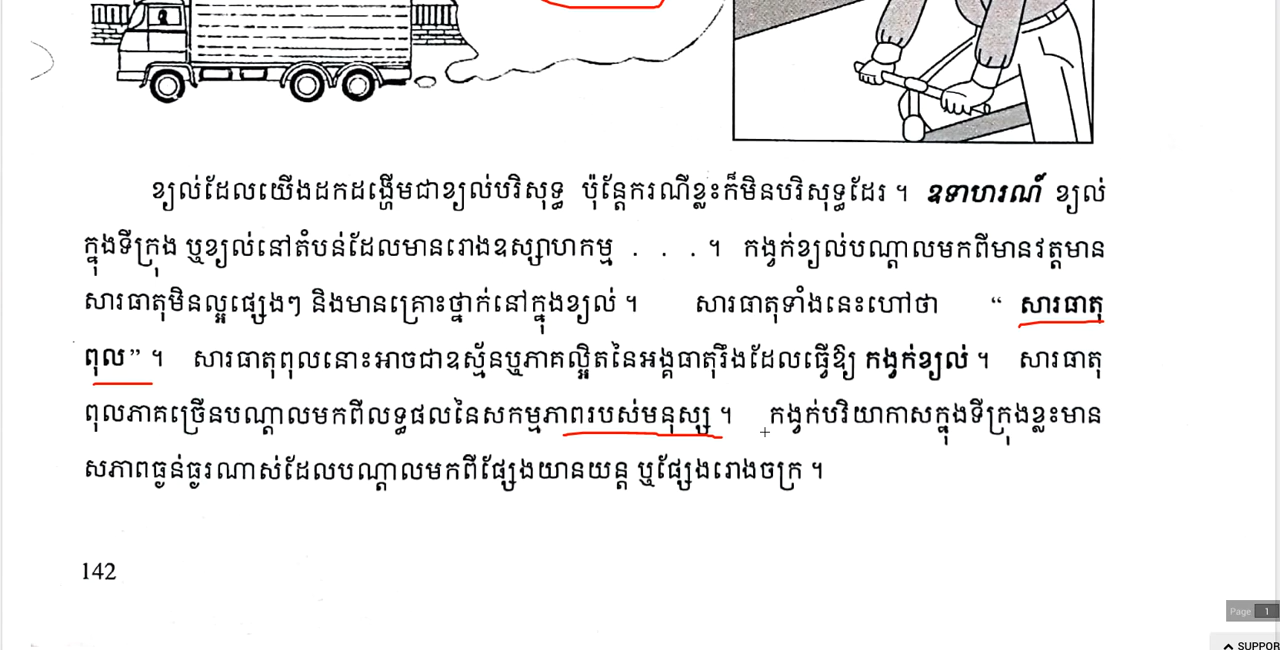 ខ្យល់ដែលយើងដកដង្ហើមជាខ្យល់បរិសុទ្ធ ប៉ុន្តែករណីខ្លះក៏មិនបរិសុទ្ធដែរ ។ ឧទាហរណ៍ ខ្យល់
ក្នុងទីក្រុង ឬខ្យល់នៅតំបន់ដែលមានរោងឧស្សាហកម្ម . . . ។ កង្វក់ខ្យល់បណ្តាលមកពីមានវត្តមាន
សារធាតុមិនល្អផ្សេងៗ និងមានគ្រោះថ្នាក់នៅក្នុងខ្យល់ ។ សារធាតុទាំងនេះហៅថា “ សារធាតុ
ពុល” ។ សារធាតុពុលនោះអាចជាឧស្ម័នឬភាគល្អិតនៃអង្គធាតុរឹងដែលធ្វើឱ្យ កង្វក់ខ្យល់ ។ សារធាតុ
ពុលភាគច្រើនបណ្តាលមកពីលទ្ធផលនៃសកម្មភាពរបស់មនុស្ស ។ កង្វក់បរិយាកាសក្នុងទីក្រុងខ្លះមាន
សភាពធ្ងន់ធ្ងរណាស់ដែលបណ្តាលមកពីផ្សែងយានយន្ត ឬផ្សែងរោងចក្រ ។
142
Page 1
SUPPOR